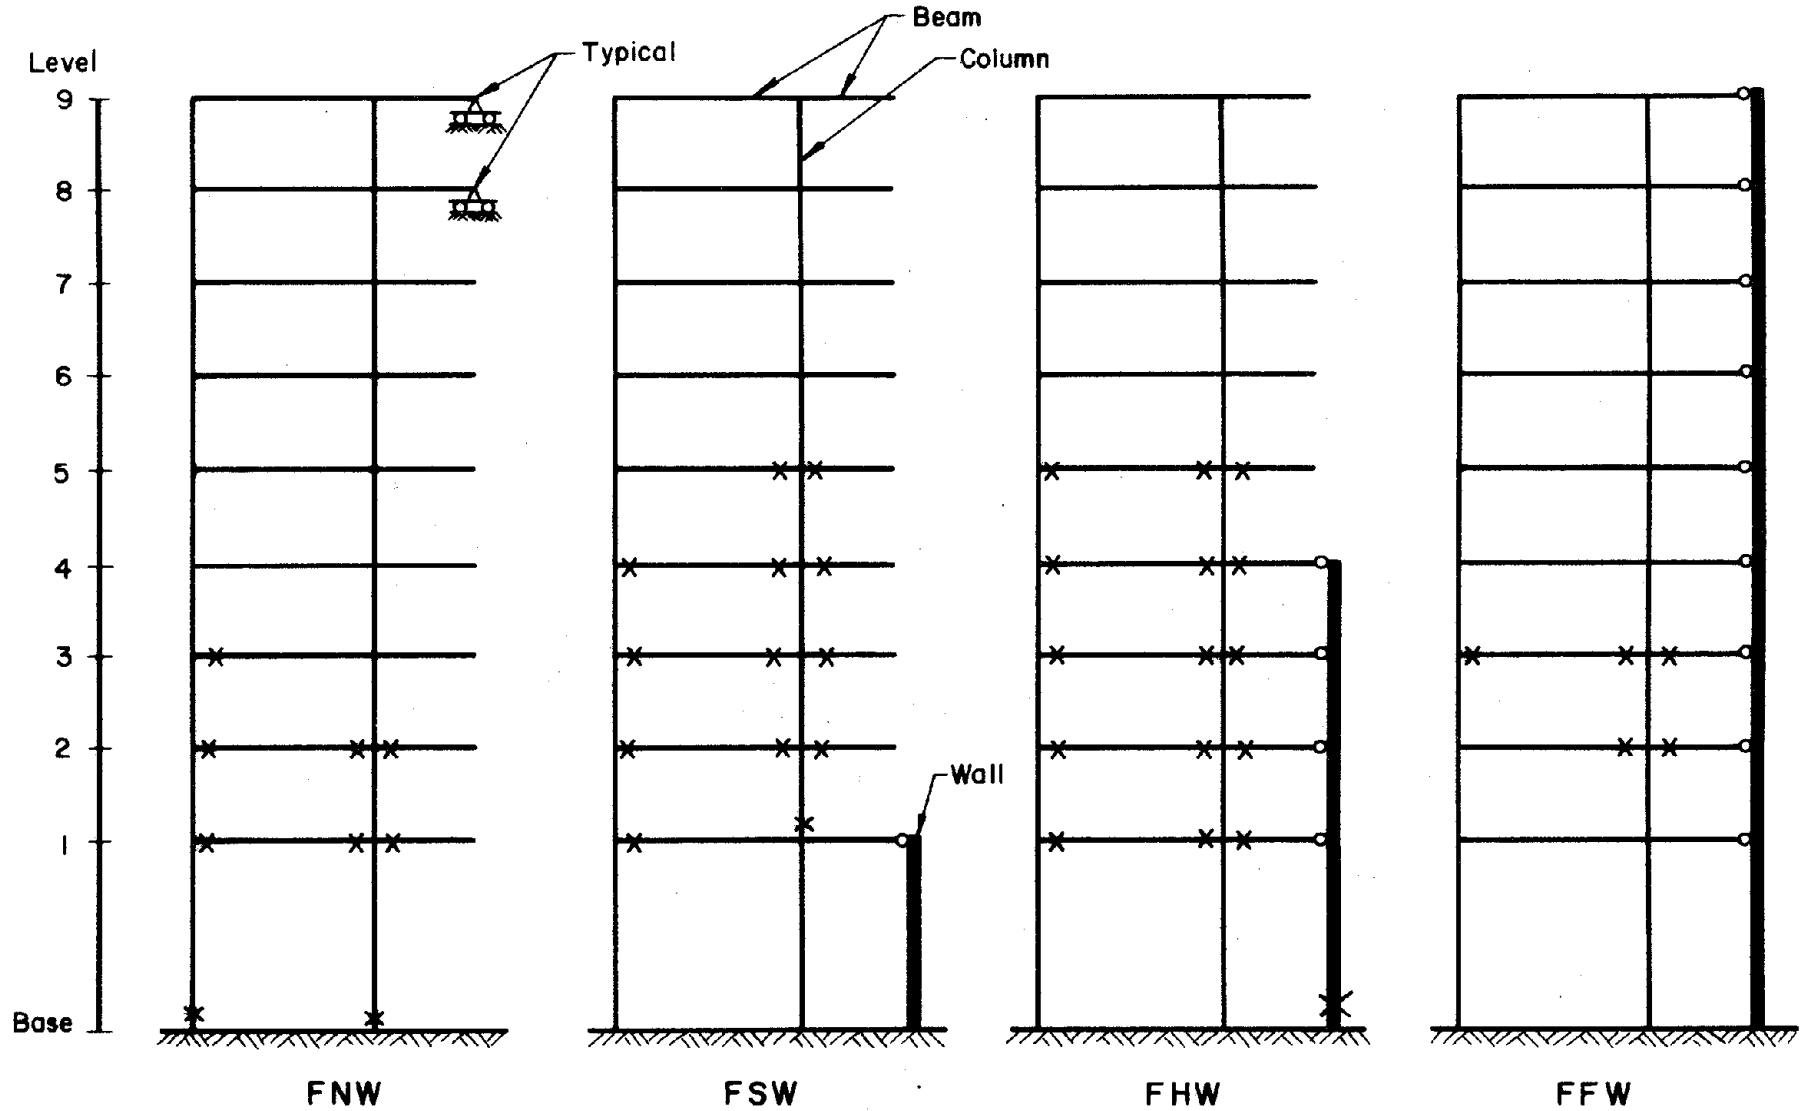 Beam
Typical
Column
Level
9
8
7
6
5
4
3
2
Wall
1
Base
FNW
FSW
FHW
FFW